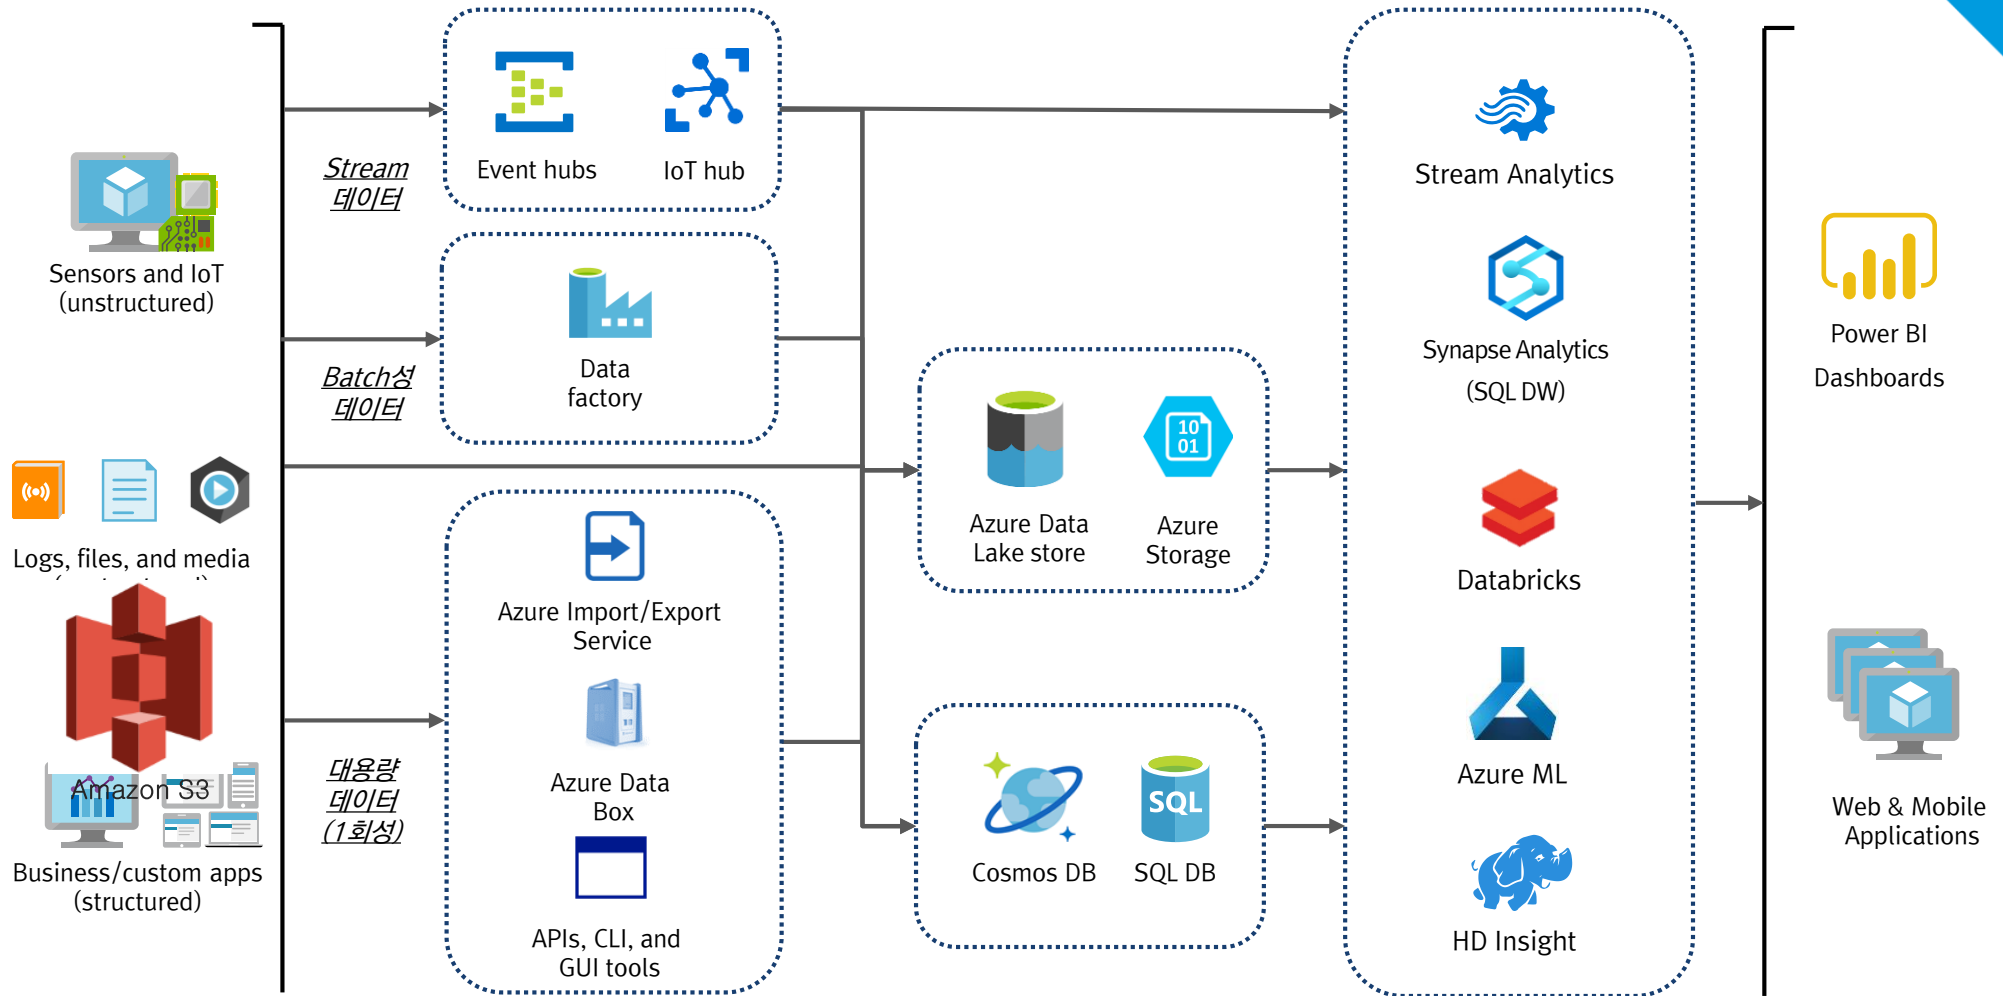 Sensors and IoT
(unstructured)
Logs, files, and media
Amazon S3
Business/custom apps
(structured)
Stream
데이터
Batch성
데이터
대용량
데이터
(1회성)
Event hubs
IoT hub
Data
factory
Azure Import/Export
Service
Azure Data
Box
APIs, CLI, and
GUI tools
10
01
Azure Data
Lake store
Azure
Storage
SQL
Cosmos DB
SQL DB
Stream Analytics
Synapse Analytics
(SQL DW)
Databricks
Azure ML
HD Insight
Power BI
Dashboards
Web & Mobile
Applications